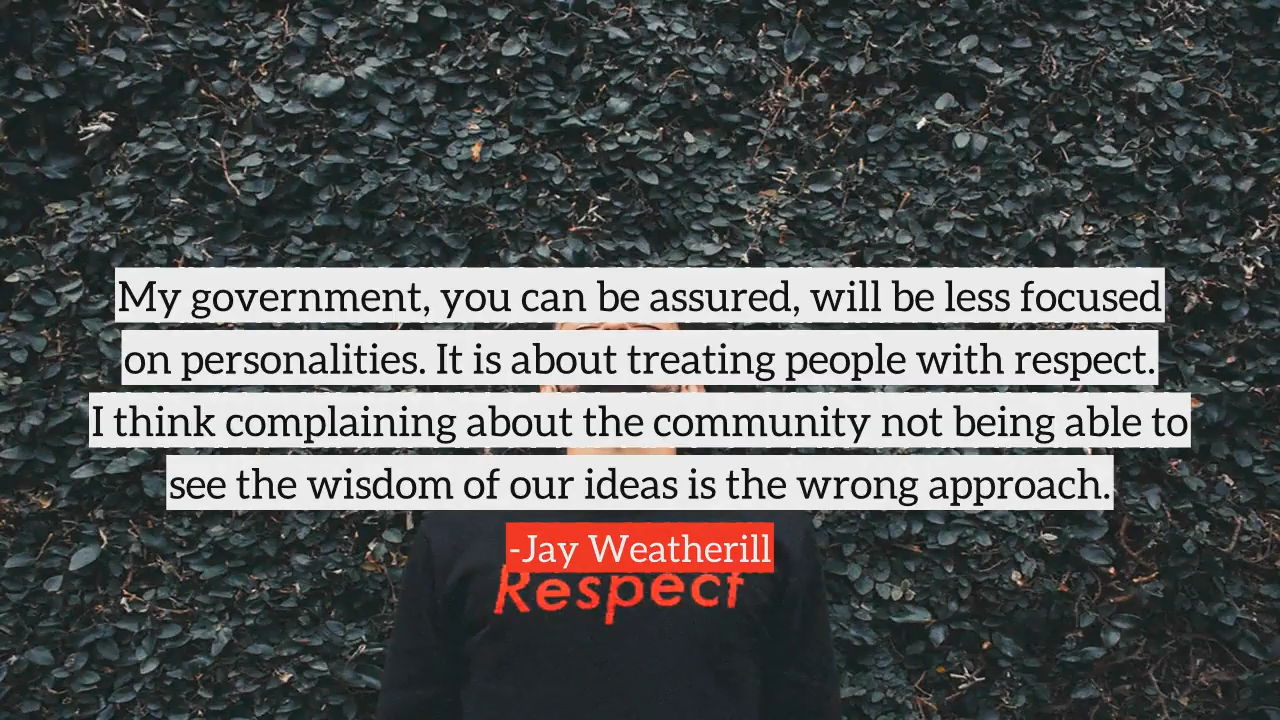 My government, you can be assured, will be less focused
on personalities. It is about treating people with respect.
I think complaining about the community not being able to
see the wisdom of our ideas is the wrong approach.
-Jay Weatherill
Respect